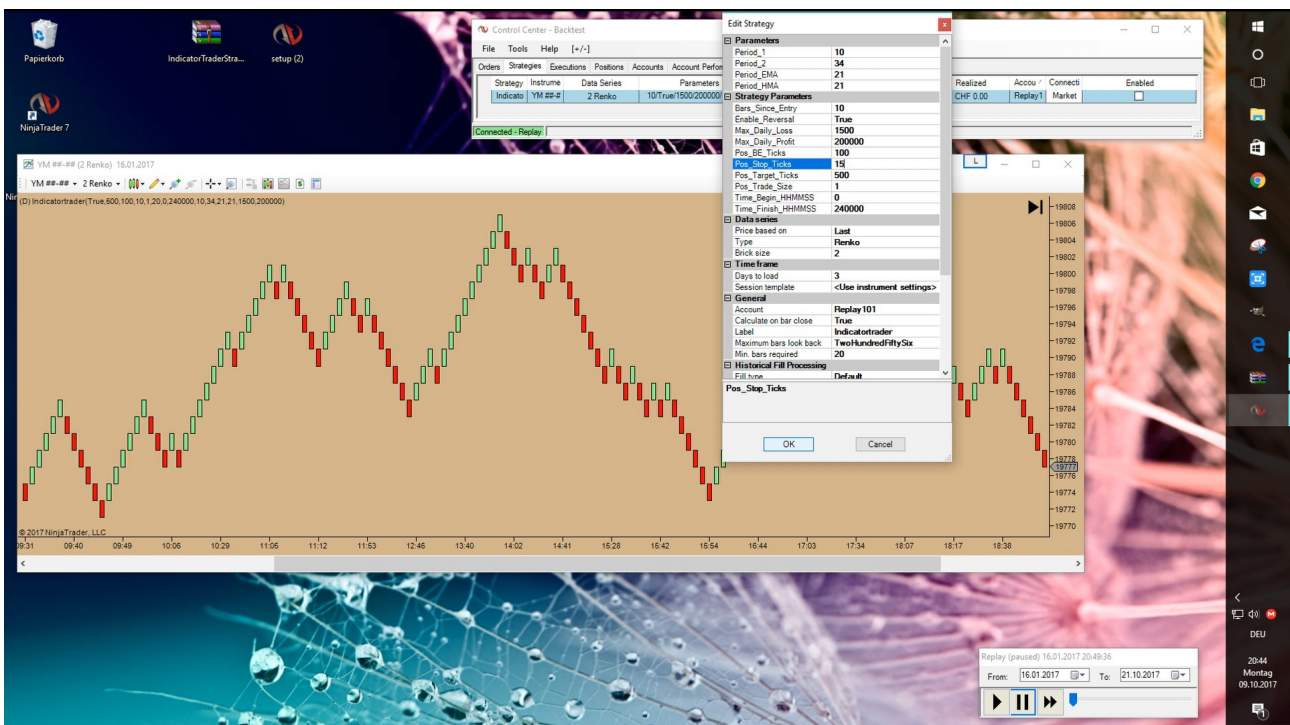 Papierkorb
IndicatorTraderStra...
setup (2)
NinjaTrader 7
Control Center - Backtest
File Tools Help [+/-]
Orders Strategies Executions Positions Accounts Account Perfor
Strategy Instrume Data Series Parameters Realized Accou Connecti Enabled
Indicato YM ##-# 2 Renko 10/True/1500/200000/ CHF 0.00 Replay1 Market
Connected - Replay
Edit Strategy
Parameters
Period_1 10
Period_2 34
Period_EMA 21
Period_HMA 21
Strategy Parameters
Bars_Since_Entry 10
Enable_Reversal True
Max_Daily_Loss 1500
Max_Daily_Profit 200000
Pos_BE_Ticks 100
Pos_Stop_Ticks 15
Pos_Target_Ticks 500
Pos_Trade_Size 1
Time_Begin_HHMMSS 0
Time_Finish_HHMMSS 240000
Data series
Price based on Last
Type Renko
Brick size 2
Time frame
Days to load 3
Session template <Use instrument settings>
General
Account Replay101
Calculate on bar close True
Label Indicatortrader
Maximum bars look back TwoHundredFiftySix
Min. bars required 20
Historical Fill Processing
Fill type Default
Pos_Stop_Ticks
OK Cancel
YM ##-## (2 Renko) 16.01.2017
L
YM ##-## 2 Renko
Nin
(D) Indicatortrader(True,500,100,10,1,20,0,240000,10,34,21,21,1500,200000)
19808
19806
19804
19802
19800
19798
19796
19794
19792
19790
19788
19786
19784
19782
19780
19778
19777
19776
19774
19772
19770
© 2017 NinjaTrader, LLC
09:31 09:40 09:49 10:06 10:29 11:05 11:12 11:53 12:46 13:40 14:02 14:41 15:28 15:42 15:54 16:44 17:03 17:34 18:07 18:17 18:38
Replay (paused) 16.01.2017 20:49:36
From: 16.01.2017 To: 21.10.2017
DEU
20:44
Montag
09.10.2017